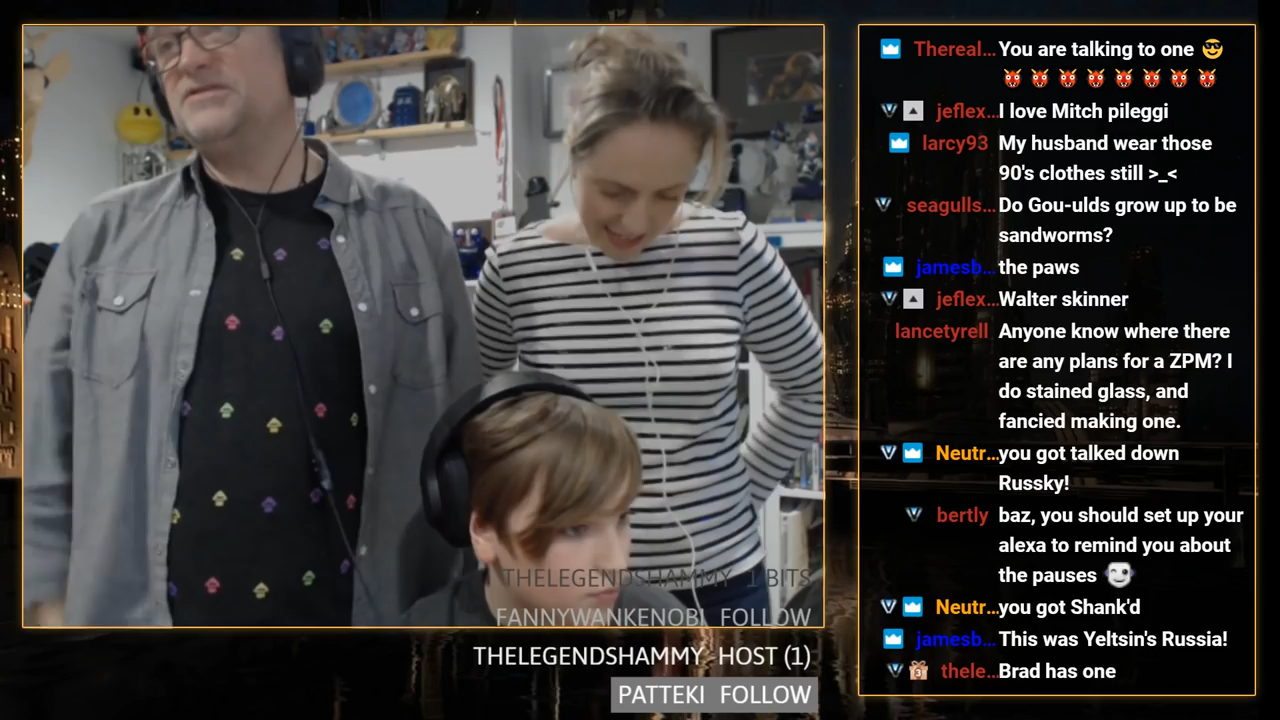 Thereal... You are talking to one
jeflex... I love Mitch pileggi
larcy93 My husband wear those
90's clothes still >_<
seagulls... Do Gou-ulds grow up to be
sandworms?
jamesb... the paws
jeflex... Walter skinner
lancetyrell Anyone know where there
are any plans for a ZPM? I
do stained glass, and
fancied making one.
Neutr... you got talked down
Russky!
bertly baz, you should set up your
alexa to remind you about
the pauses
Neutr... you got Shank'd
jamesb... This was Yeltsin's Russia!
3 thele... Brad has one
THELEGENDSHAMMY 1 BITS
FANNYWANKENOBI FOLLOW
THELEGENDSHAMMY HOST (1)
PATTEKI FOLLOW